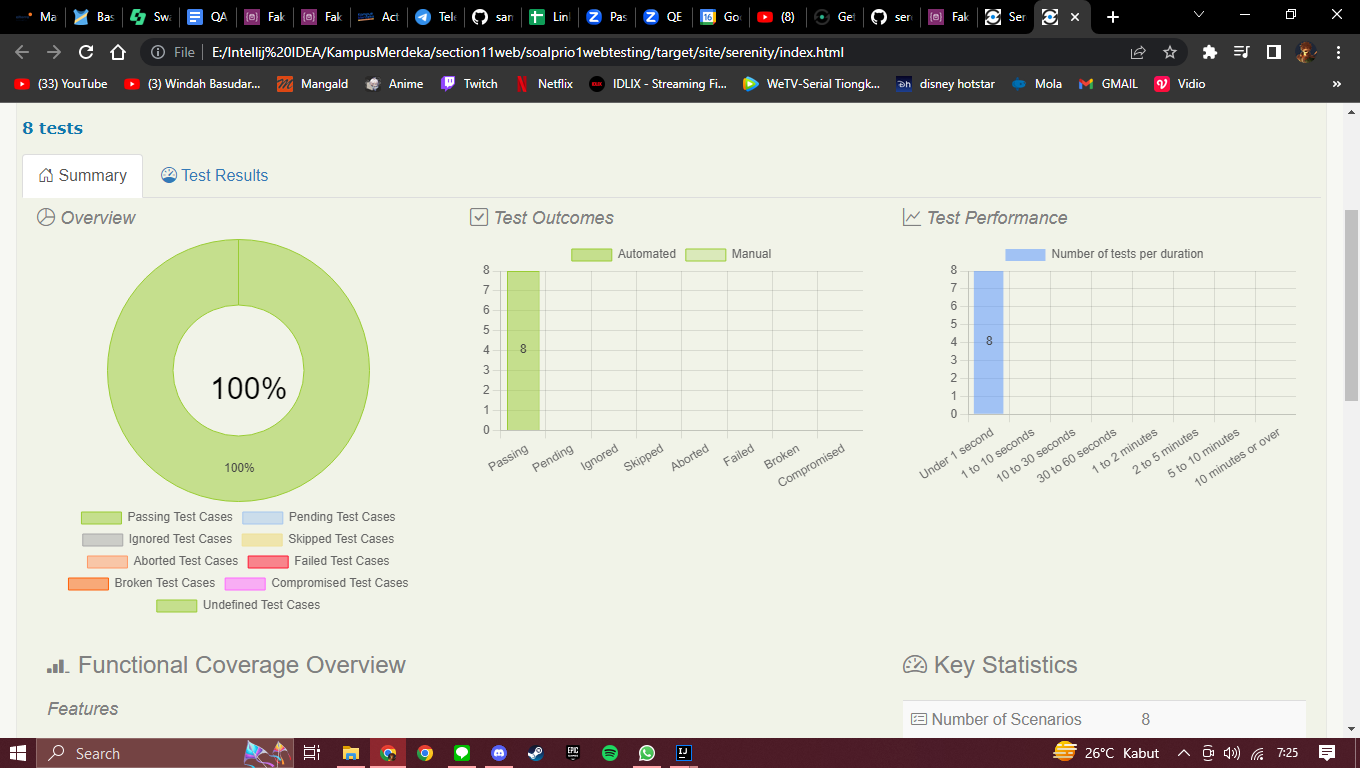 Ma
Bas
Swa
QA
Fak
Fak
Act
Tele
san
Linl
Pas
QE
Go
(8)
Get
sere
Fak
Ser
File
E:/Intellij%20IDEA/KampusMerdeka/section11web/soalprio1webtesting/target/site/serenity/index.html
(33) YouTube
(3) Windah Basudar...
Mangald
Anime
Twitch
Netflix
IDLIX - Streaming Fi...
WeTV-Serial Tiongk...
disney hotstar
Mola
GMAIL
Vidio
»
8 tests
Summary
Test Results
Overview
100%
100%
Passing Test Cases
Pending Test Cases
Ignored Test Cases
Skipped Test Cases
Aborted Test Cases
Failed Test Cases
Broken Test Cases
Compromised Test Cases
Undefined Test Cases
Test Outcomes
Automated
Manual
8
7
6
5
4
3
2
1
0
8
Passing
Pending
Ignored
Skipped
Aborted
Failed
Broken
Compromised
Test Performance
Number of tests per duration
8
7
6
5
4
3
2
1
0
8
Under 1 second
1 to 10 seconds
10 to 30 seconds
30 to 60 seconds
1 to 2 minutes
2 to 5 minutes
5 to 10 minutes
10 minutes or over
Functional Coverage Overview
Features
Key Statistics
Number of Scenarios
8
Search
EPIC
26°C Kabut
7:25